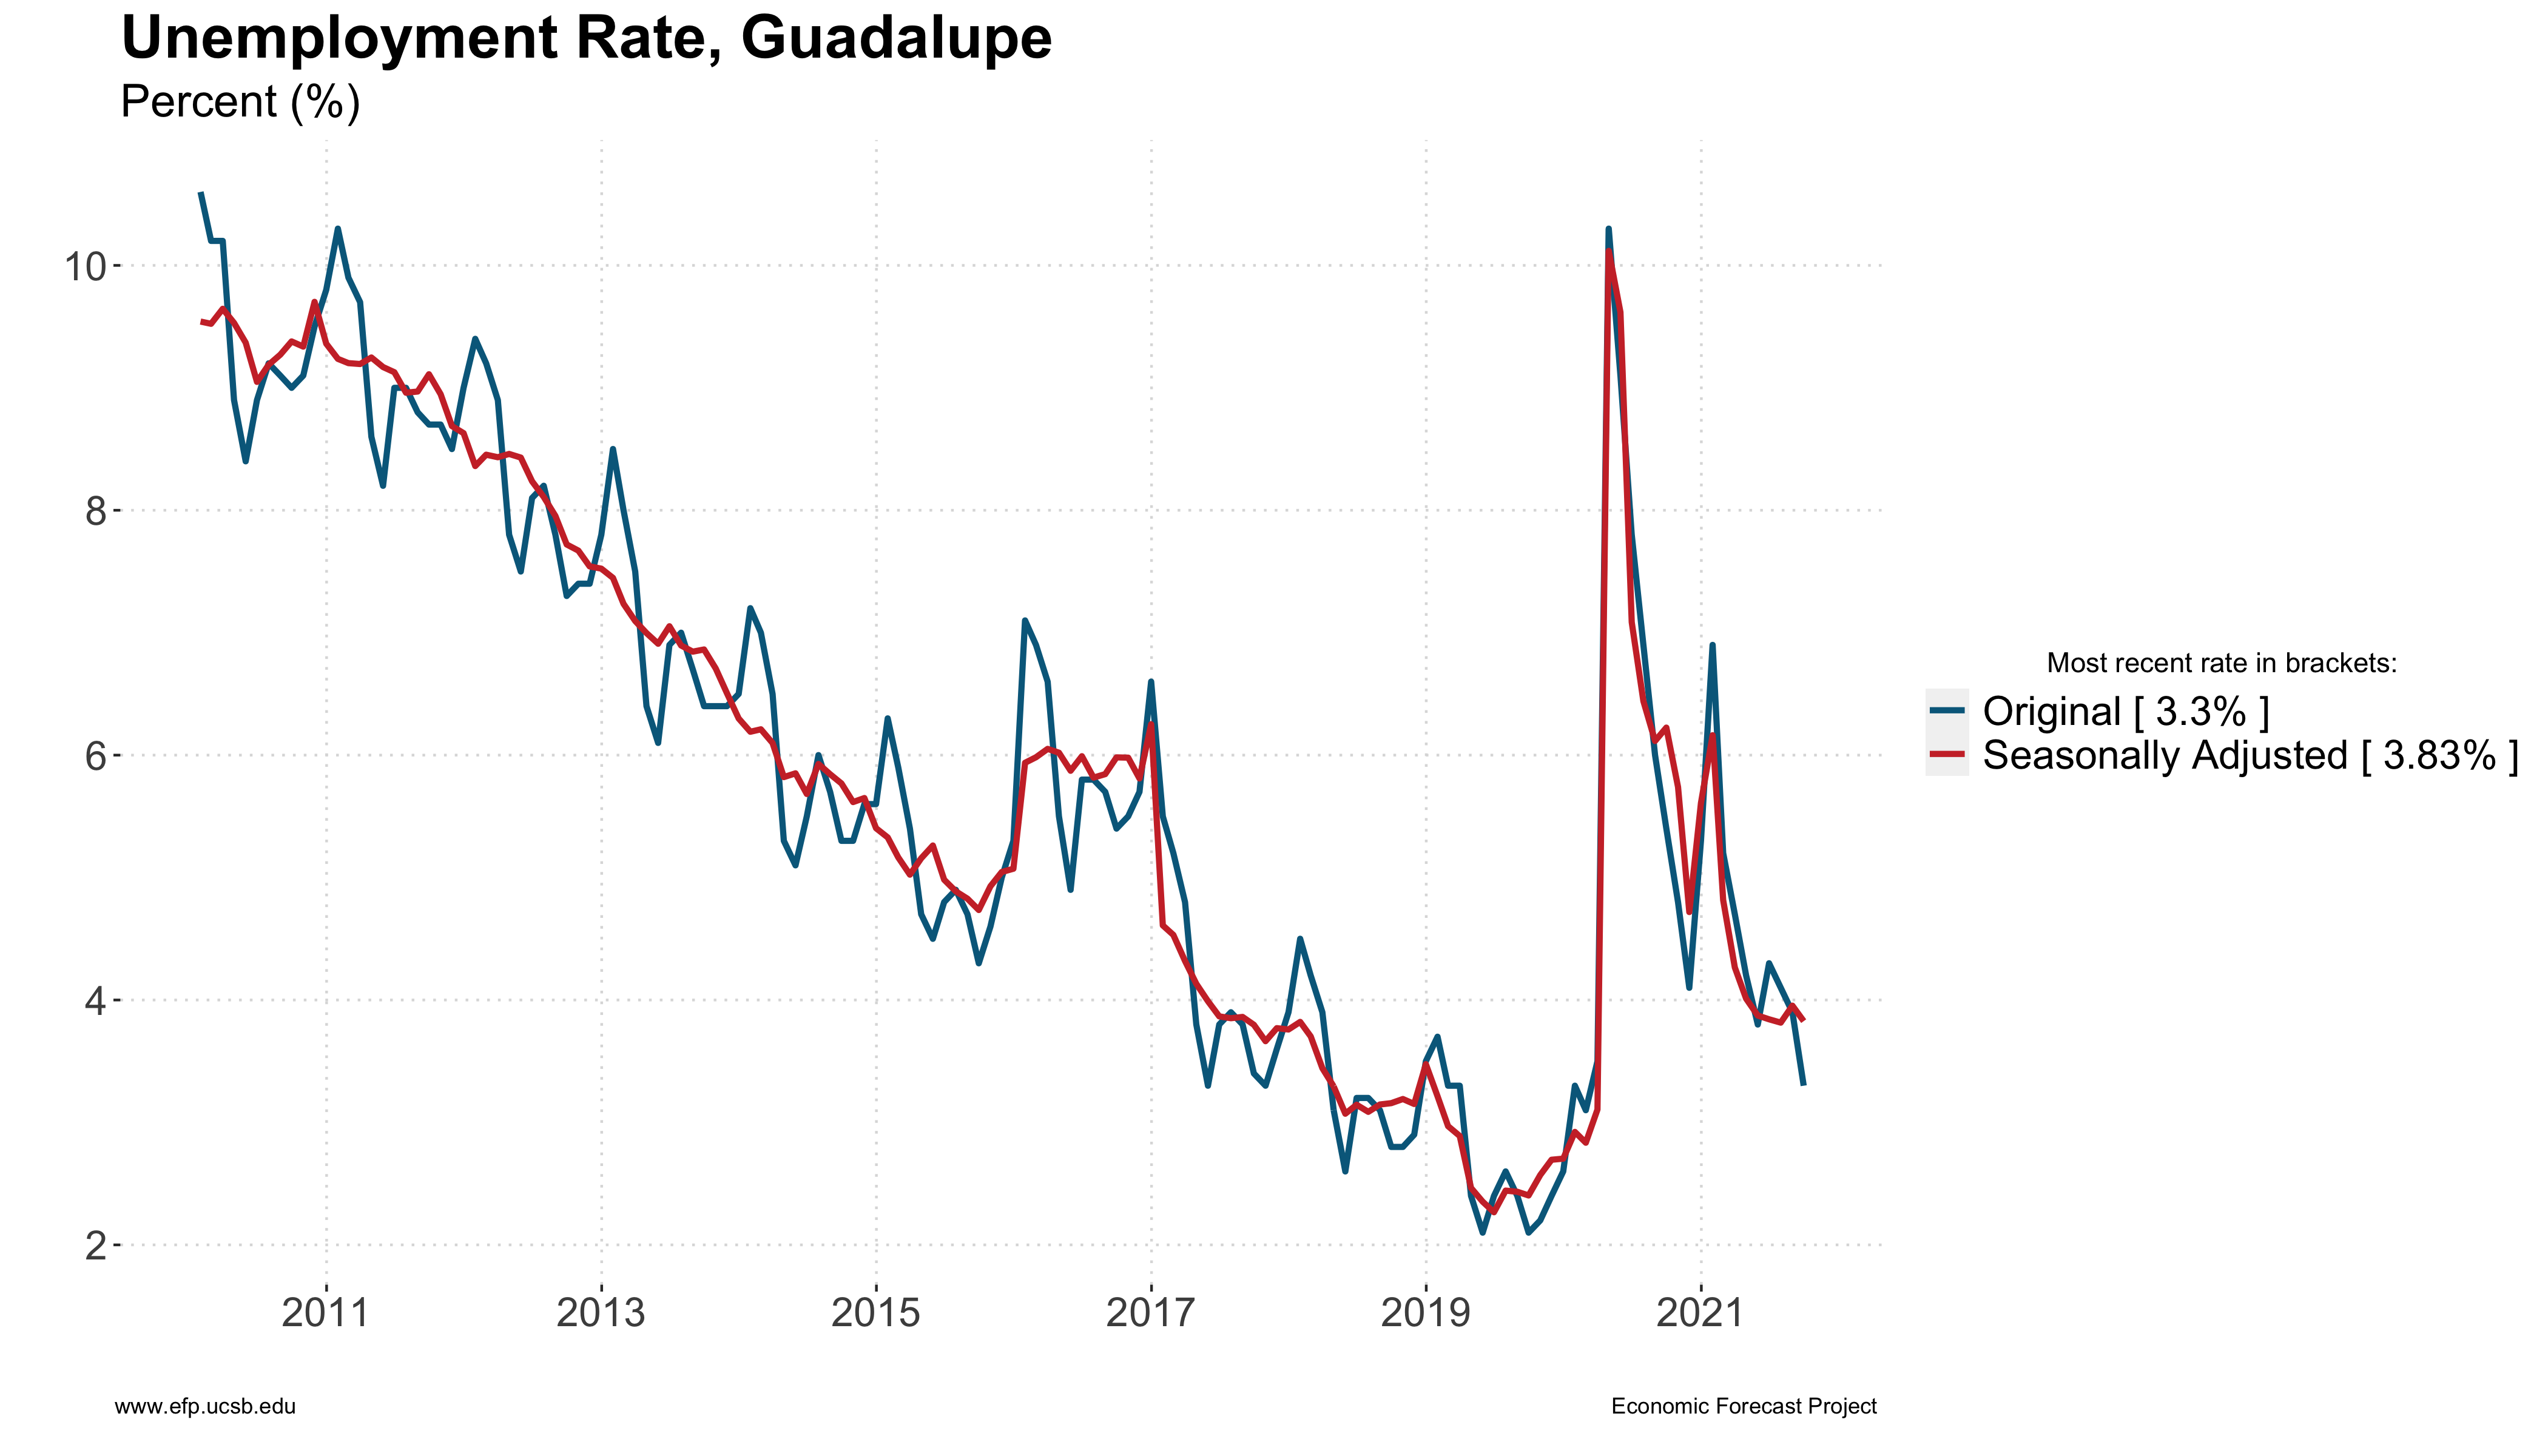 Unemployment Rate, Guadalupe
Percent (%)
10
8
6
4
2
2011 2013 2015 2017 2019 2021
Most recent rate in brackets:
Original [ 3.3% ]
Seasonally Adjusted [ 3.83% ]
www.efp.ucsb.edu
Economic Forecast Project